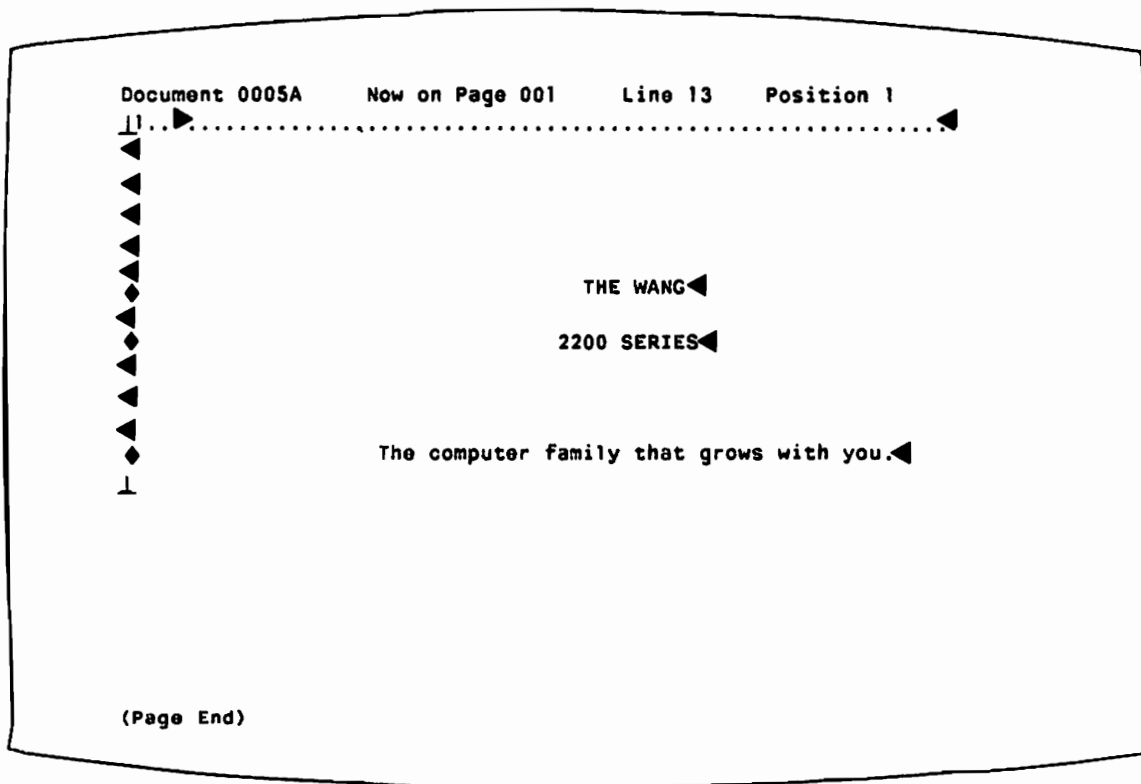 Document 0005A Now on Page 001 Line 13 Position 1
THE WANG
2200 SERIES
The computer family that grows with you.
(Page End)